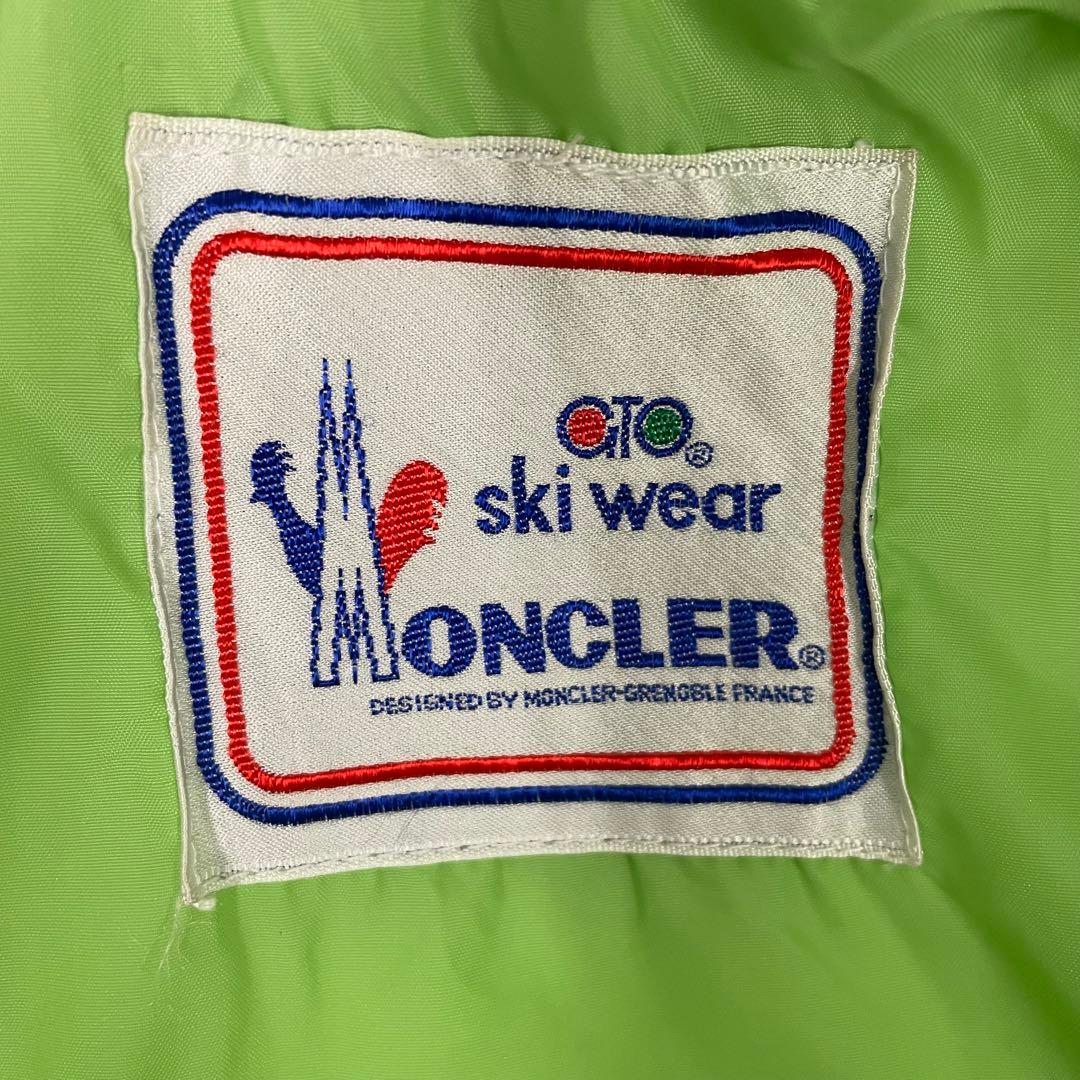 GTO®
ski wear
MONCLER®
DESIGNED BY MONCLER-GRENOBLE FRANCE